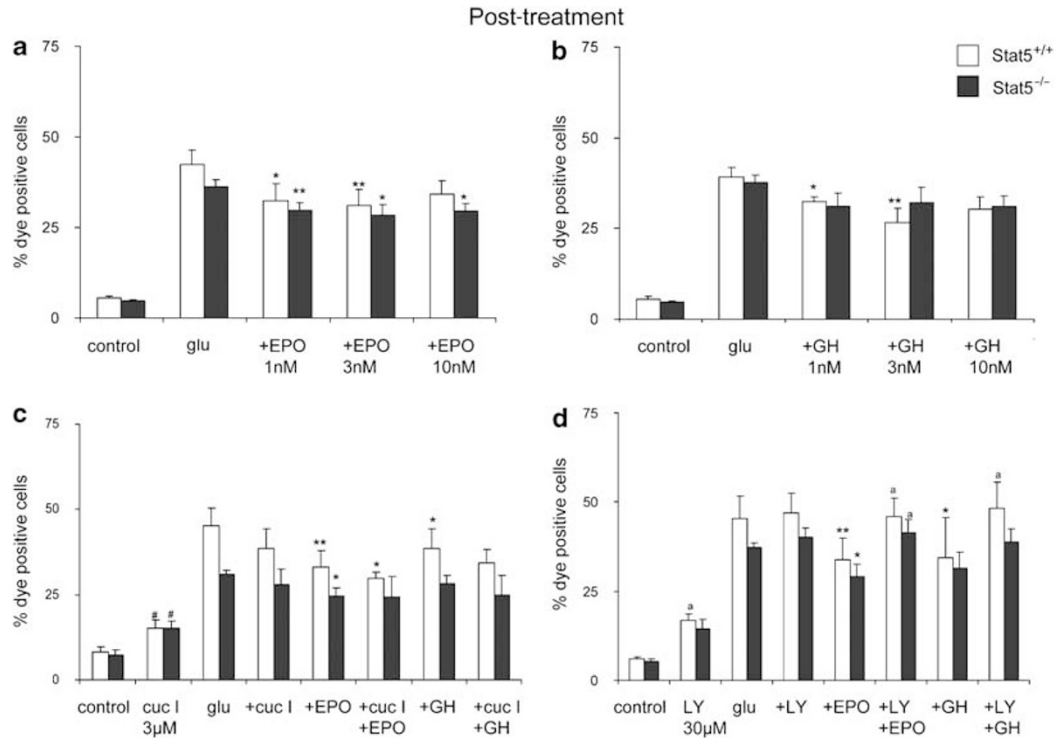 Post-treatment
a
75
50
25
0
% dye positive cells
* ** ** * *
control glu +EPO +EPO +EPO
1nM 3nM 10nM
b
Stat5+/+
Stat5−/−
75
50
25
0
% dye positive cells
* **
control glu +GH +GH +GH
1nM 3nM 10nM
c
75
50
25
0
% dye positive cells
# # ** * * *
control cuc I glu +cuc I +EPO +cuc I +GH +cuc I
3µM +EPO +GH
d
75
50
25
0
% dye positive cells
a ** * a a * a
control LY glu +LY +EPO +LY +GH +LY
30µM +EPO +GH